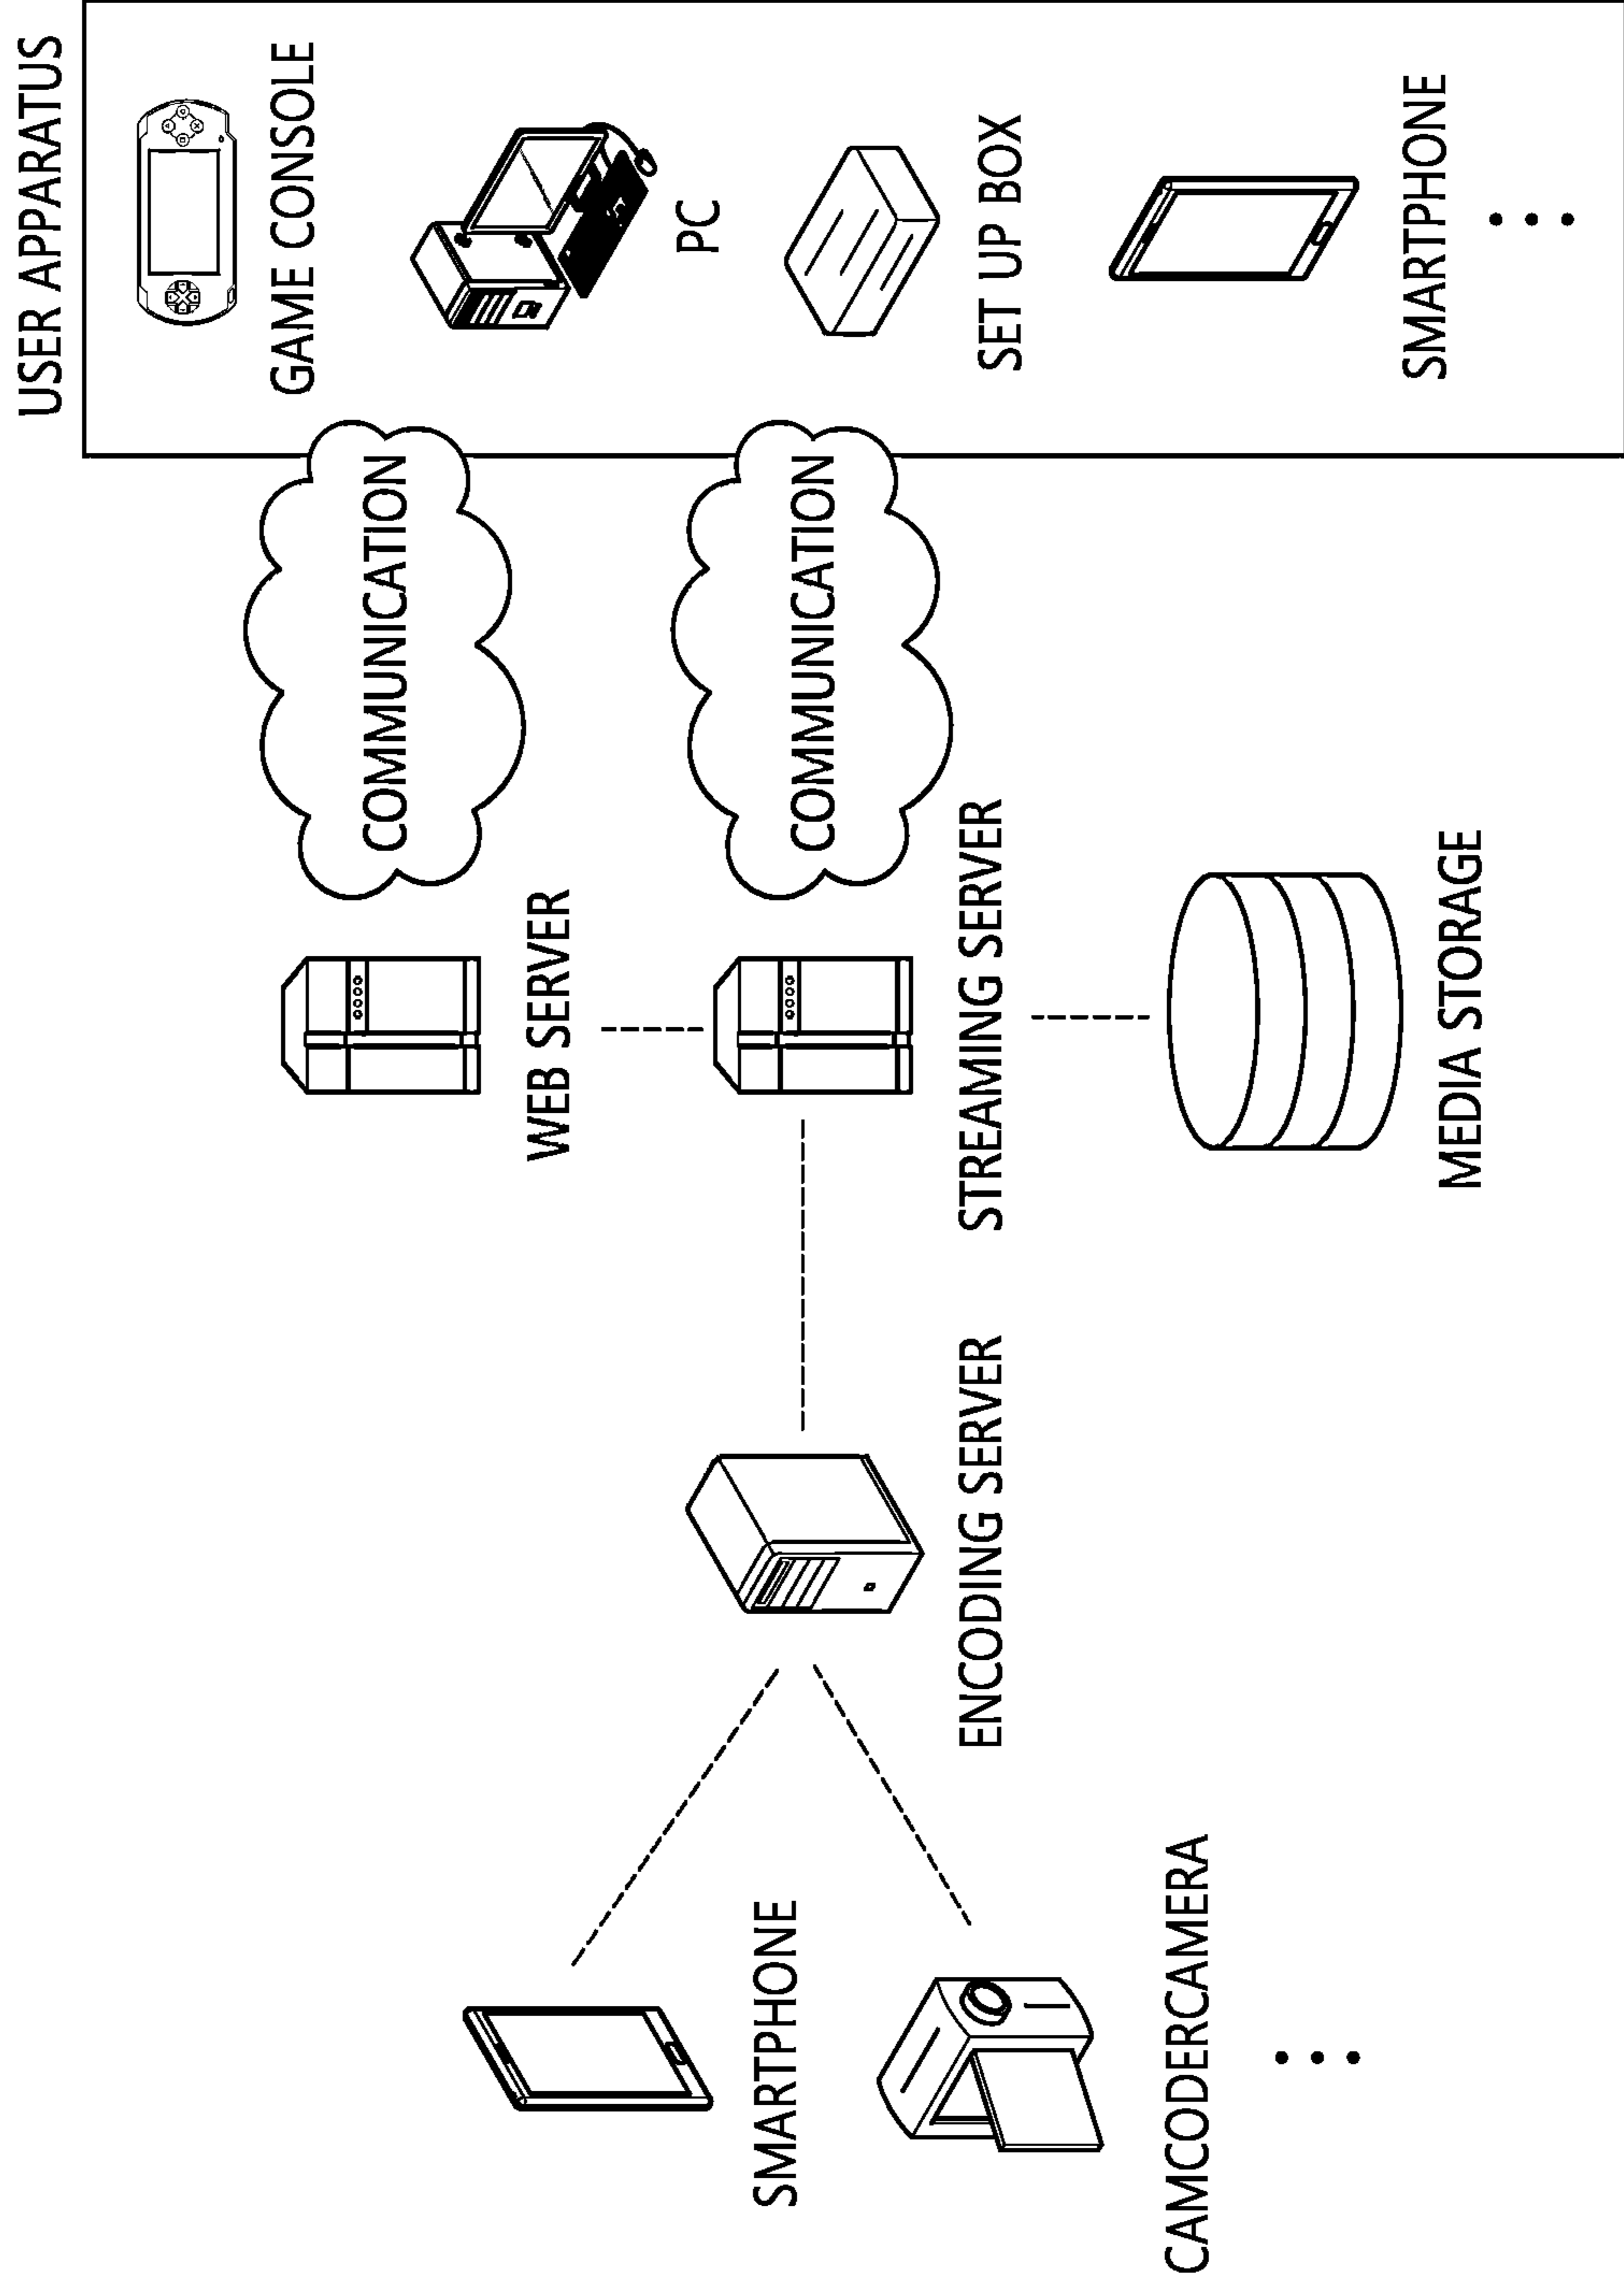 USER APPARATUS
GAME CONSOLE
PC
SET UP BOX
SMARTPHONE
COMMUNICATION
COMMUNICATION
WEB SERVER
STREAMING SERVER
MEDIA STORAGE
ENCODING SERVER
SMARTPHONE
CAMCODERCAMERA